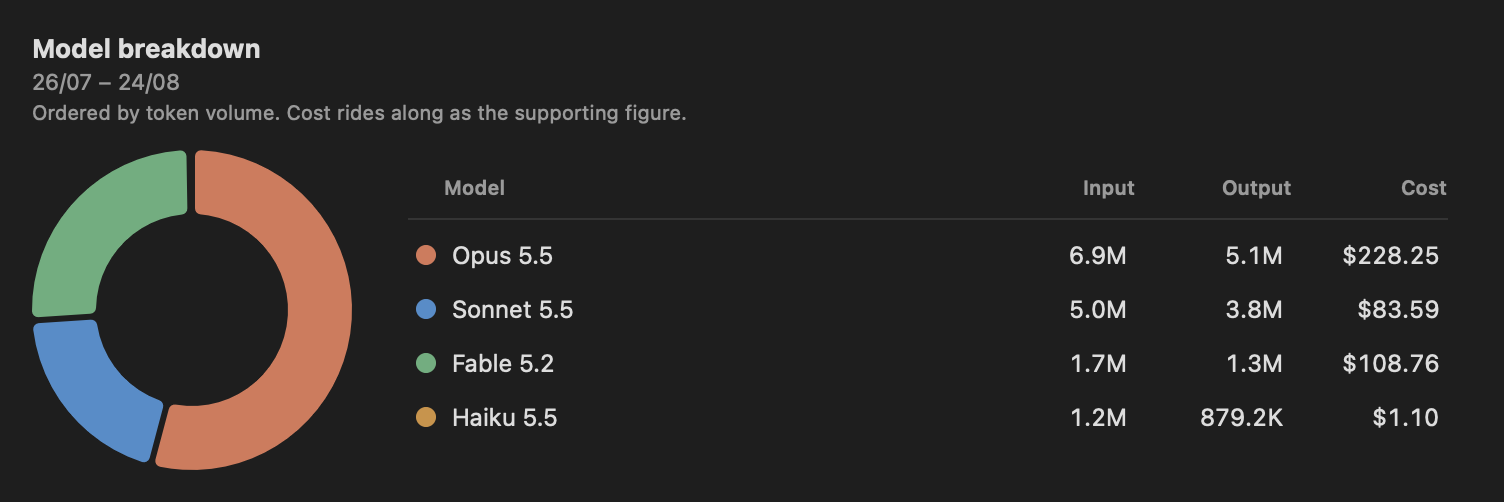 Model breakdown
26/07 – 24/08
Ordered by token volume. Cost rides along as the supporting figure.
Model Input Output Cost
Opus 5.5 6.9M 5.1M $228.25
Sonnet 5.5 5.0M 3.8M $83.59
Fable 5.2 1.7M 1.3M $108.76
Haiku 5.5 1.2M 879.2K $1.10